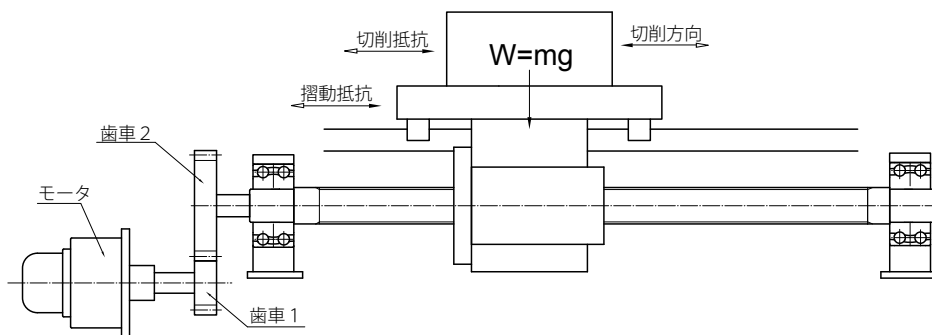 切削抵抗
W=mg
切削方向
摺動抵抗
歯車2
モータ
歯車1